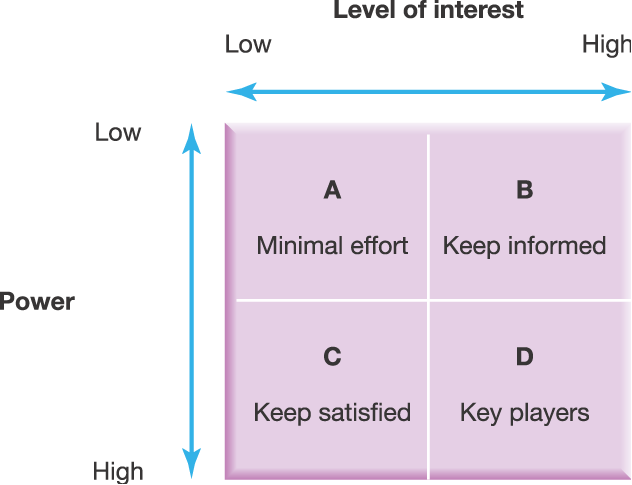 Level of interest
Low High
Low
A B
Minimal effort Keep informed
Power
C D
Keep satisfied Key players
High